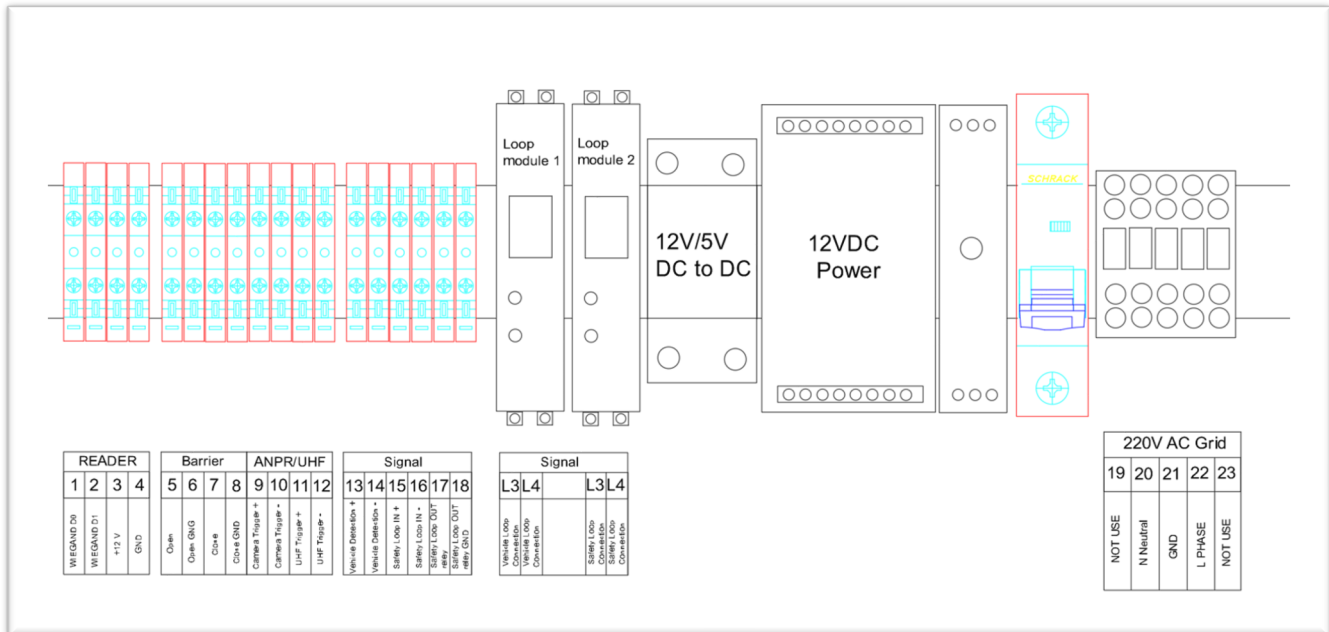 Loop
module 1
Loop
module 2
12V/5V
DC to DC
12VDC
Power
SCHRACK
READER
1 2 3 4
WIEGAND D0
WIEGAND D1
+12 V
GND
Barrier
5 6 7 8
Open
Open GNG
Close
Close GND
ANPR/UHF
9 10 11 12
Camera Trigger +
Camera Trigger -
UHF Trigger +
UHF Trigger -
Signal
13 14 15 16 17 18
Vehicle Detection +
Vehicle Detection -
Safety Loop IN +
Safety Loop IN -
Safety Loop OUT
relay
Safety Loop OUT
relay GND
Signal
L3 L4 L3 L4
Vehicle Loop
Connection
Vehicle Loop
Connection
Safety Loop
Connection
Safety Loop
Connection
220V AC Grid
19 20 21 22 23
NOT USE
N Neutral
GND
L PHASE
NOT USE